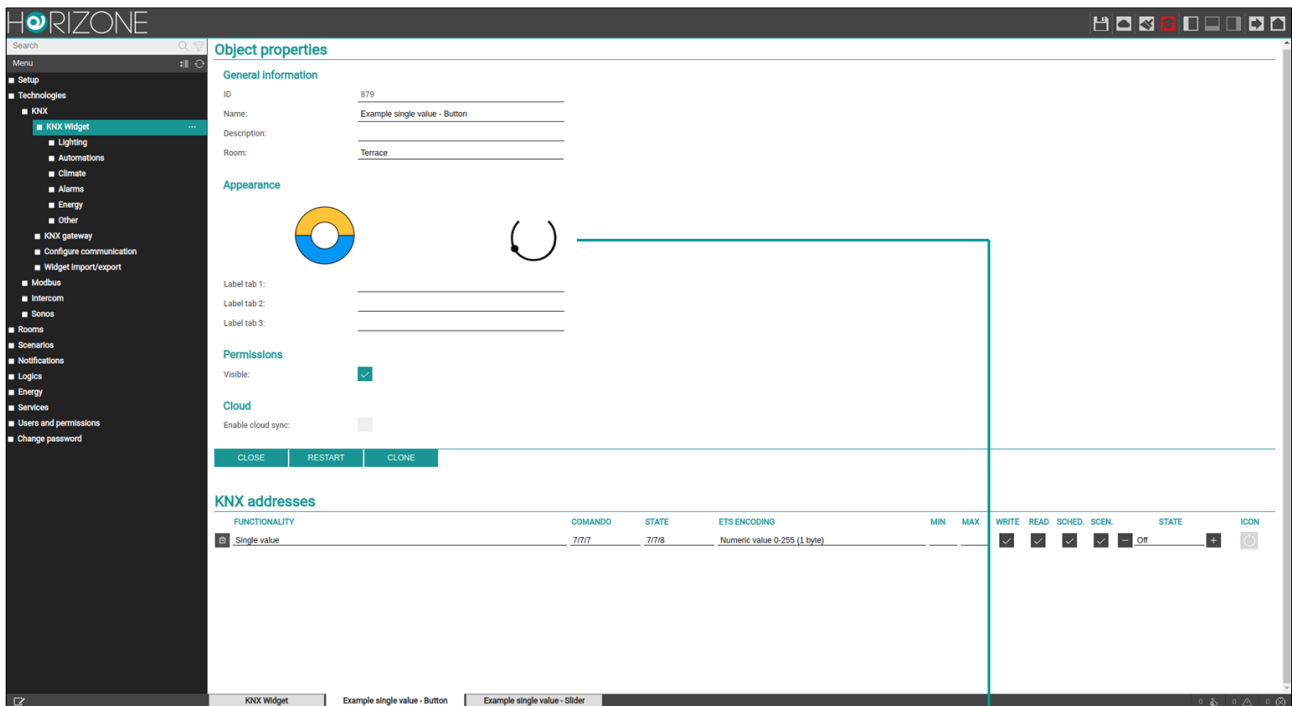 HORIZONE
Search
Menu
Setup
Technologies
KNX
KNX Widget ...
Lighting
Automations
Climate
Alarms
Energy
Other
KNX gateway
Configure communication
Widget import/export
Modbus
Intercom
Sonos
Rooms
Scenarios
Notifications
Logics
Energy
Services
Users and permissions
Change password
Object properties
General information
ID 879
Name: Example single value - Button
Description:
Room: Terrace
Appearance
Label tab 1:
Label tab 2:
Label tab 3:
Permissions
Visible:
Cloud
Enable cloud sync:
CLOSE RESTART CLONE
KNX addresses
FUNCTIONALITY COMANDO STATE ETS ENCODING MIN MAX WRITE READ SCHED. SCEN. STATE ICON
Single value 7/7/7 7/7/8 Numeric value 0-255 (1 byte) Off
KNX Widget Example single value - Button Example single value - Slider 0 0 0